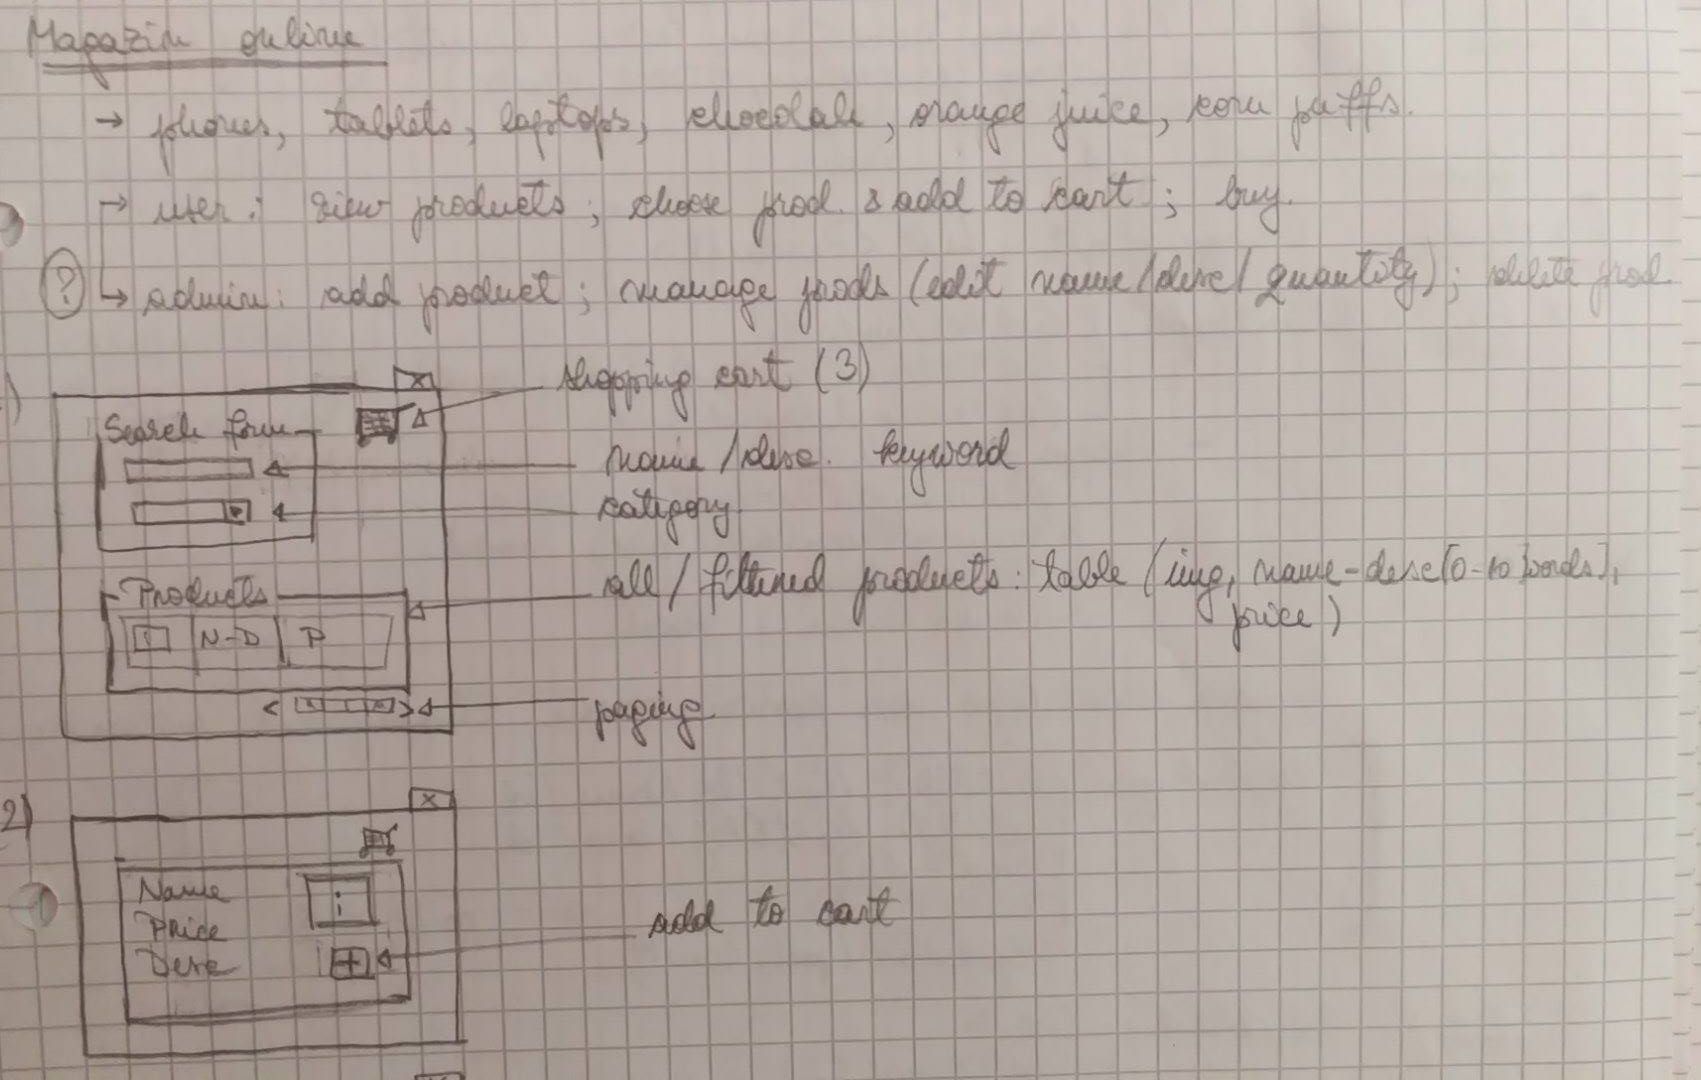 Magazin online
→ phones, tablets, laptops, chocolate, orange juice, corn puffs.
→ user: view products; choose prod. & add to cart; buy.
? ↳ admin: add product; manage prods (edit name/desc/quantity); delete prod.
1)
X
shopping cart (3)
Search form
name/desc. keyword
category
all/filtered products: table (img, name-desc[0-10 words],
price)
Products
i N-D P
< >
paging
2)
X
Name
i
Price
add to cart
Desc +